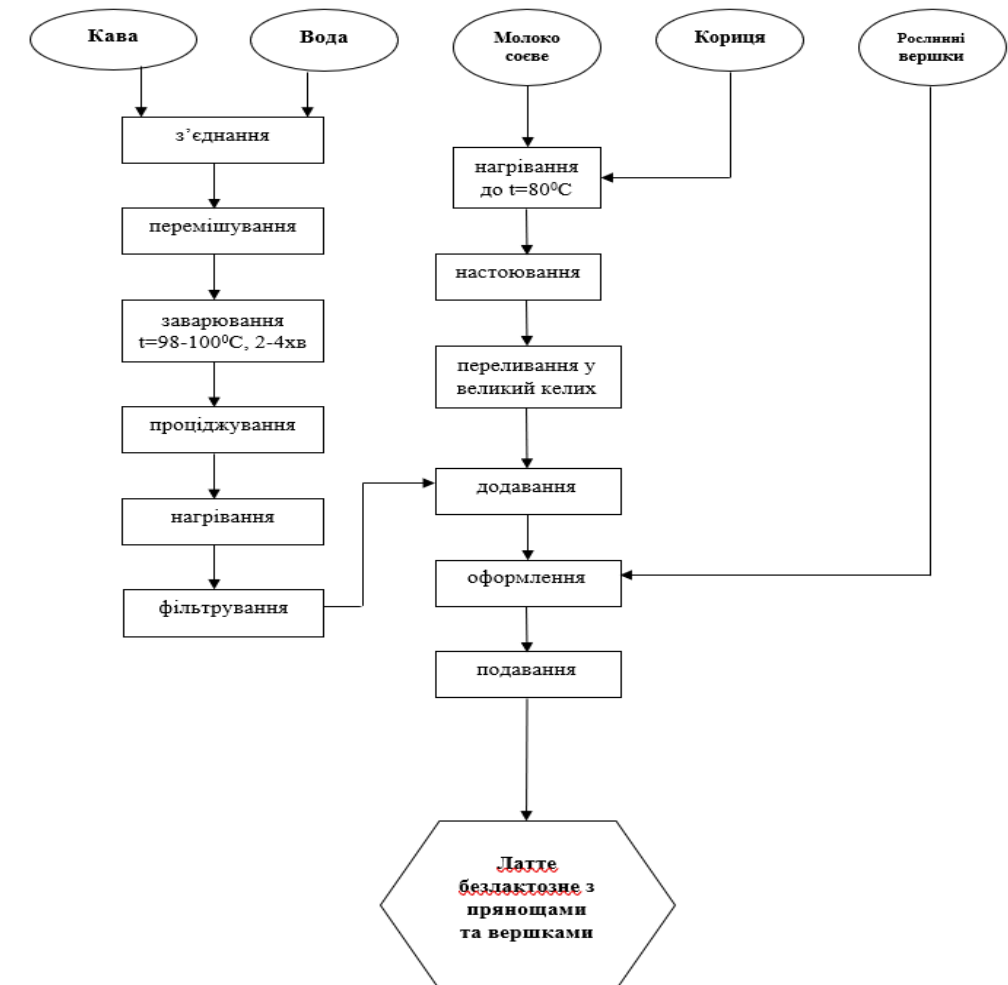 Кава
Вода
Молоко
соєве
Кориця
Рослинні
вершки
з’єднання
перемішування
заварювання
t=98-100⁰С, 2-4хв
проціджування
нагрівання
фільтрування
нагрівання
до t=80⁰С
настоювання
переливання у
великий келих
додавання
оформлення
подавання
Латте
безлактозне з
прянощами
та вершками